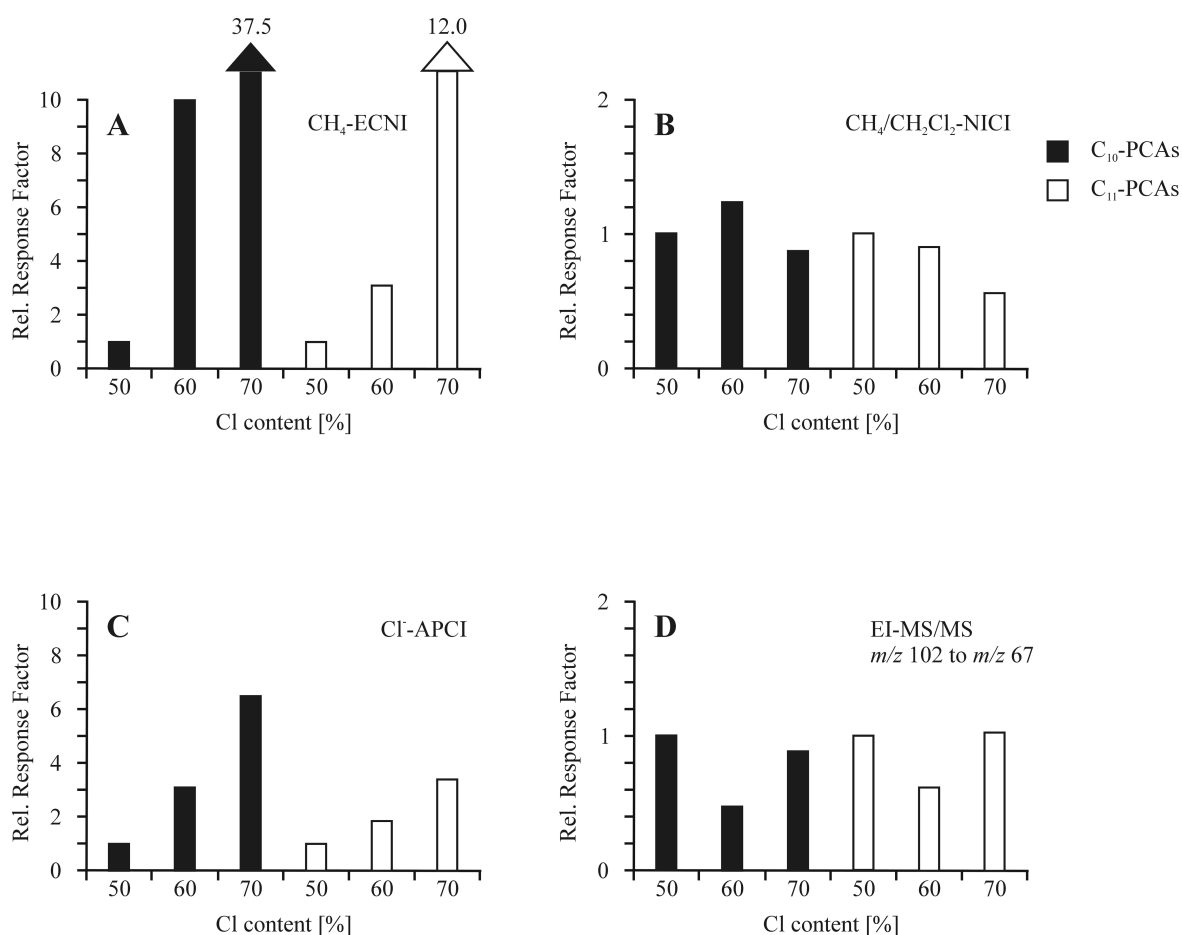 37.5
12.0
A
CH₄-ECNI
Rel. Response Factor
10
8
6
4
2
0
50 60 70 50 60 70
Cl content [%]
B
CH₄/CH₂Cl₂-NICI
Rel. Response Factor
2
1
0
50 60 70 50 60 70
Cl content [%]
C₁₀-PCAs
C₁₁-PCAs
C
Cl⁻-APCI
Rel. Response Factor
10
8
6
4
2
0
50 60 70 50 60 70
Cl content [%]
D
EI-MS/MS
m/z 102 to m/z 67
Rel. Response Factor
2
1
0
50 60 70 50 60 70
Cl content [%]